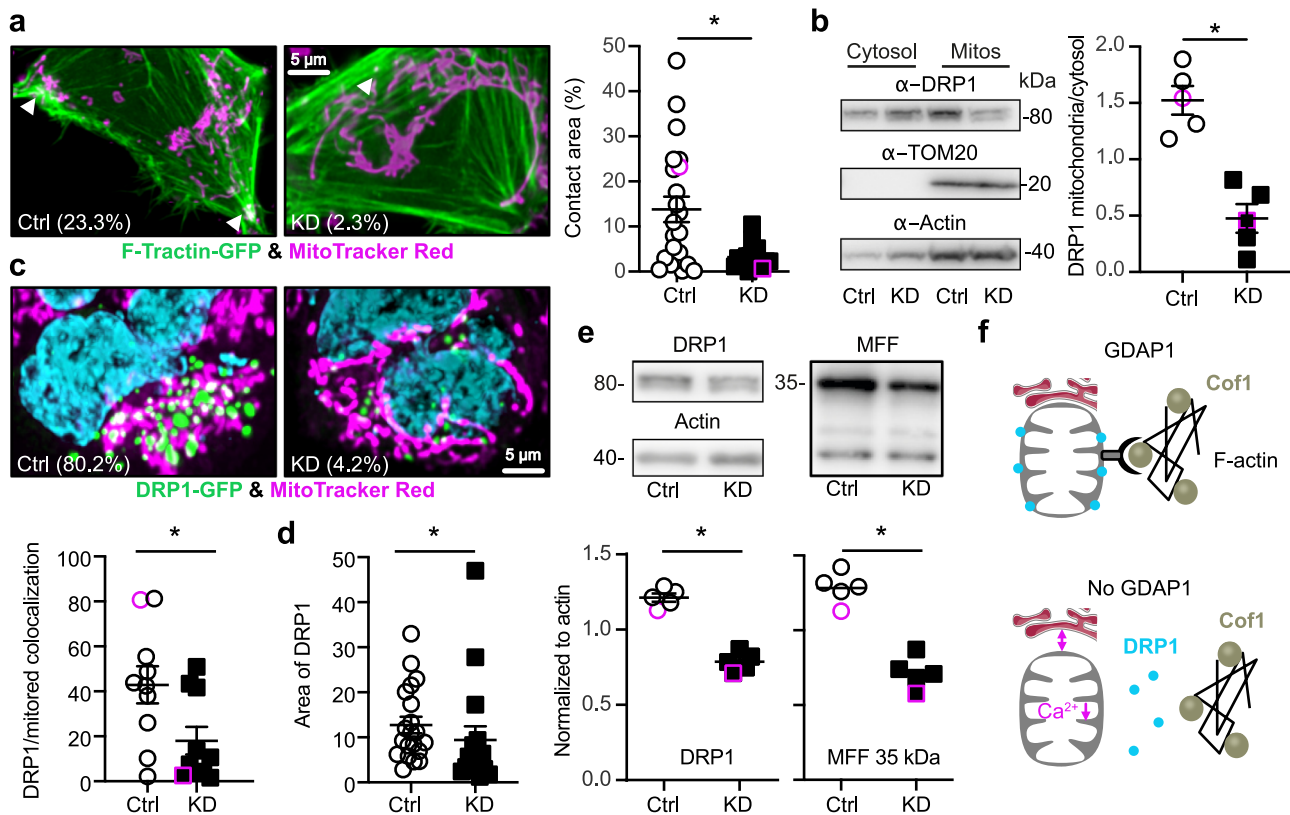 a
5 µm
Ctrl (23.3%)
KD (2.3%)
F-Tractin-GFP & MitoTracker Red
Contact area (%)
50
40
30
20
10
0
*
Ctrl
KD
b
Cytosol
Mitos
kDa
α-DRP1
-80
α-TOM20
-20
α-Actin
-40
Ctrl KD Ctrl KD
DRP1 mitochondria/cytosol
2.0
1.5
1.0
0.5
0.0
*
Ctrl
KD
c
Ctrl (80.2%)
KD (4.2%)
5 µm
DRP1-GFP & MitoTracker Red
DRP1/mitored colocalization
100
80
60
40
20
0
*
Ctrl
KD
d
Area of DRP1
50
40
30
20
10
0
*
Ctrl
KD
e
DRP1
80-
Actin
40-
Ctrl
KD
MFF
35-
Ctrl
KD
Normalized to actin
1.5
1.0
0.5
0.0
*
DRP1
Ctrl
KD
*
MFF 35 kDa
Ctrl
KD
f
GDAP1
Cof1
F-actin
No GDAP1
DRP1
Cof1
Ca²⁺